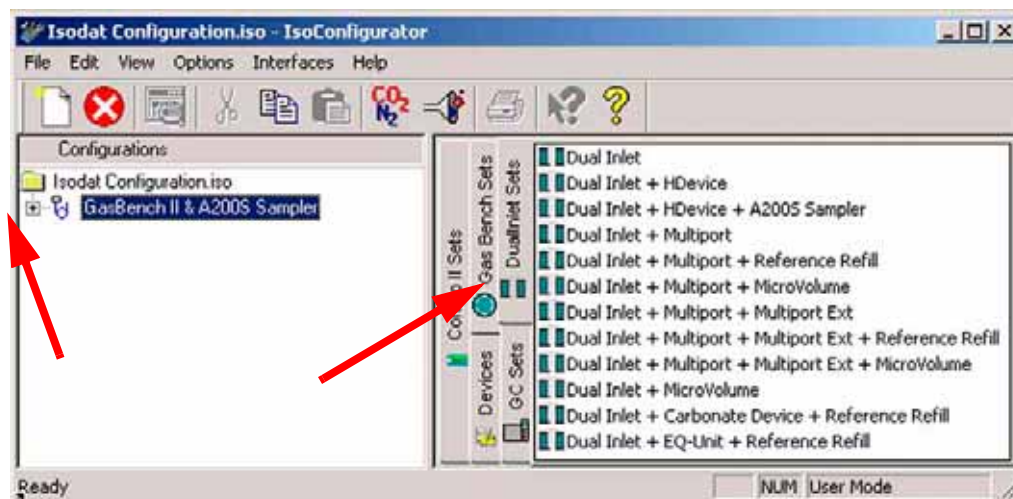 Isodat Configuration.iso - IsoConfigurator
File Edit View Options Interfaces Help
CO2
N2
Configurations
Isodat Configuration.iso
GasBench II & A200S Sampler
II Sets
Gas Bench Sets
DualInlet Sets
Devices
GC Sets
Dual Inlet
Dual Inlet + HDevice
Dual Inlet + HDevice + A200S Sampler
Dual Inlet + Multiport
Dual Inlet + Multiport + Reference Refill
Dual Inlet + Multiport + MicroVolume
Dual Inlet + Multiport + Multiport Ext
Dual Inlet + Multiport + Multiport Ext + Reference Refill
Dual Inlet + Multiport + Multiport Ext + MicroVolume
Dual Inlet + MicroVolume
Dual Inlet + Carbonate Device + Reference Refill
Dual Inlet + EQ-Unit + Reference Refill
Ready NUM User Mode